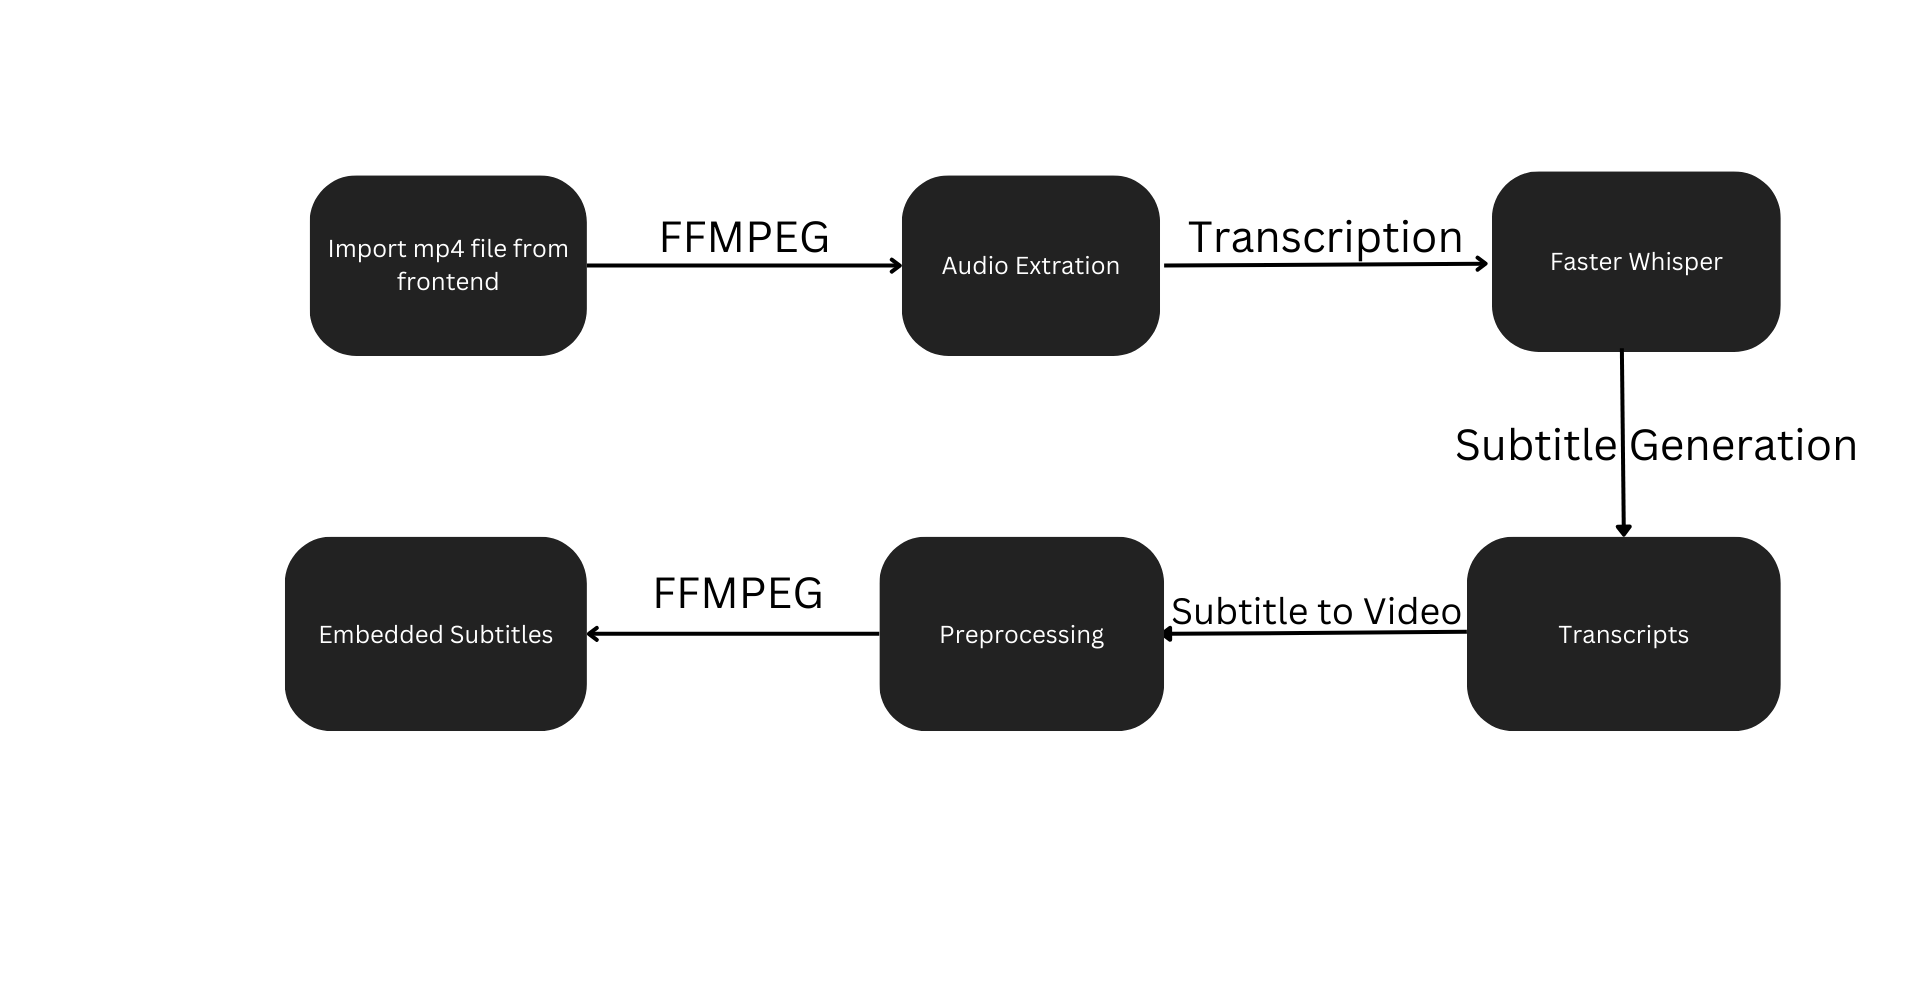 Import mp4 file from
frontend
FFMPEG
Audio Extration
Transcription
Faster Whisper
Subtitle Generation
Embedded Subtitles
FFMPEG
Preprocessing
Subtitle to Video
Transcripts